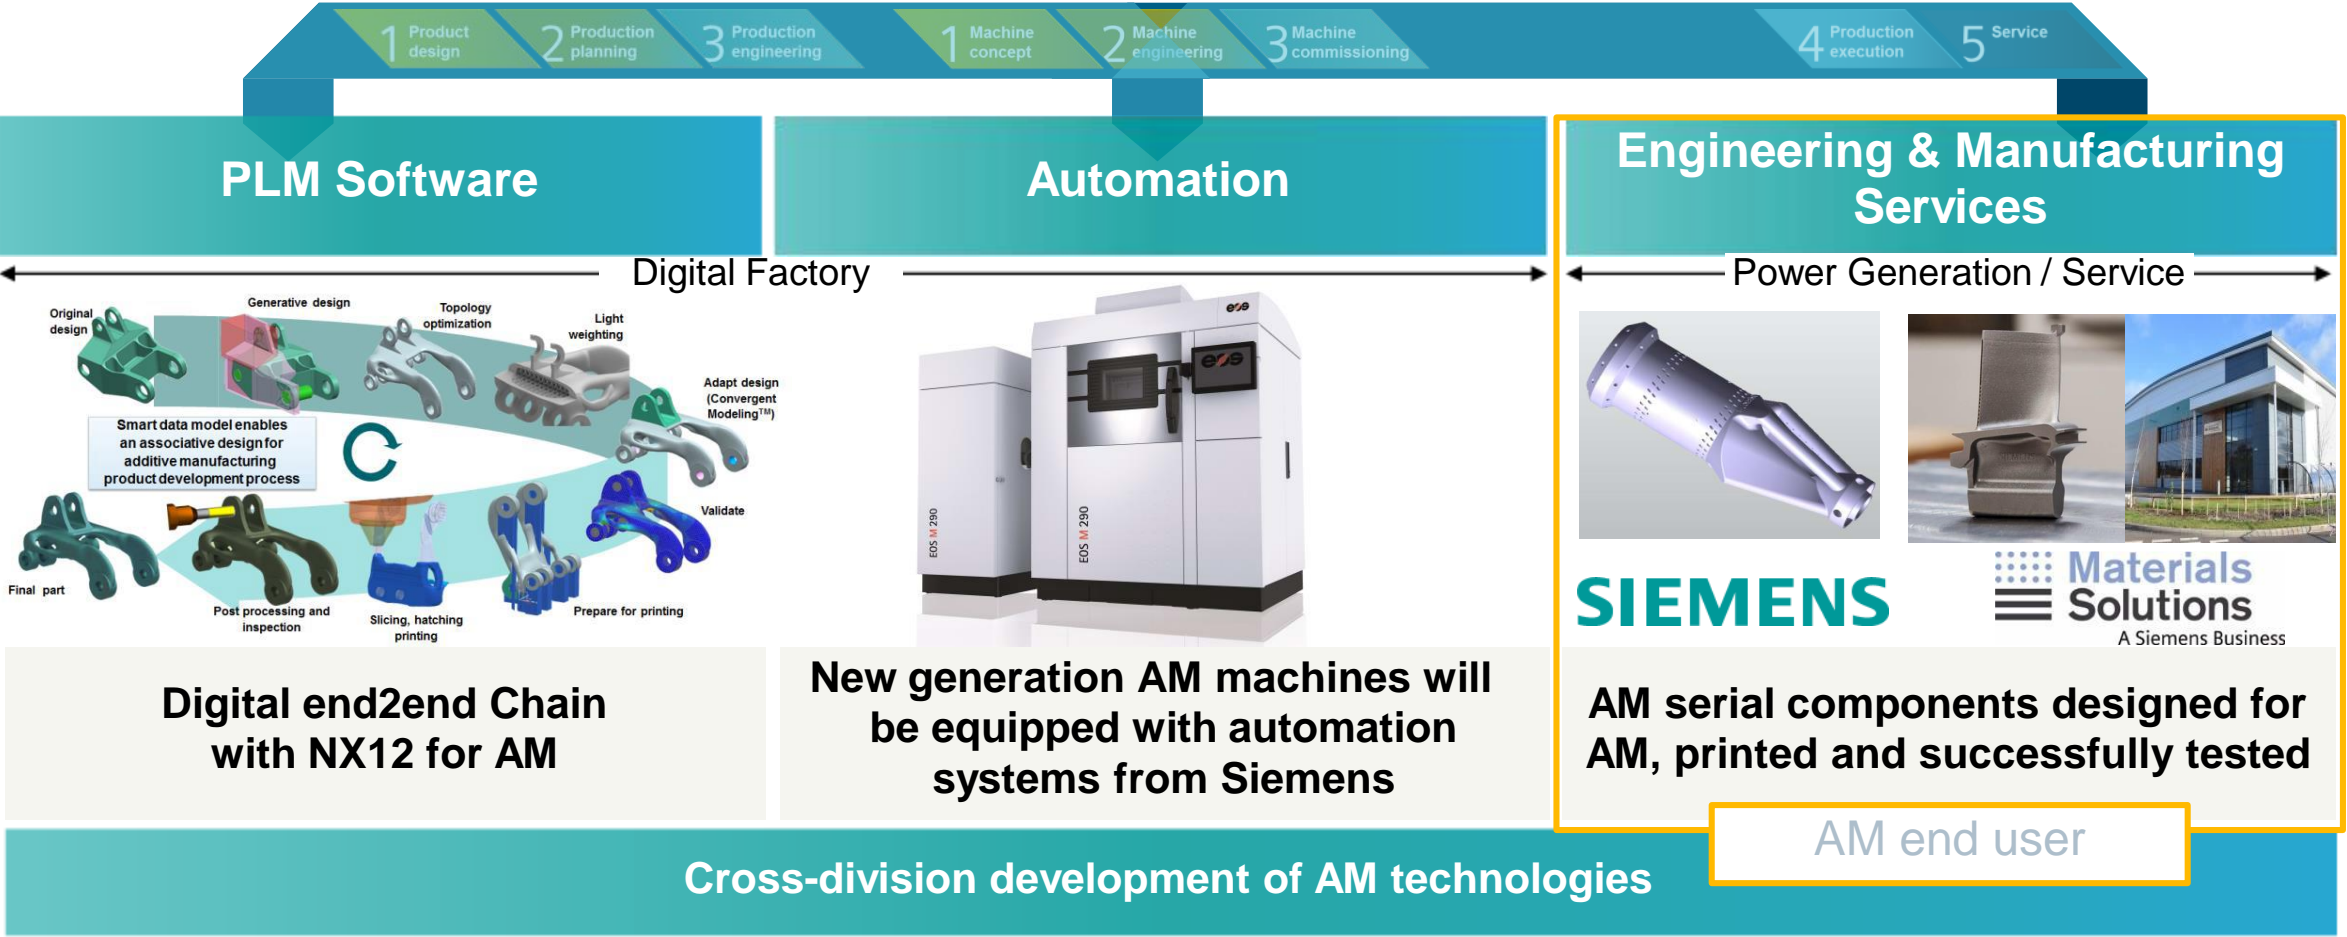 1 Product
design
2 Production
planning
3 Production
engineering
1 Machine
concept
2 Machine
engineering
3 Machine
commissioning
4 Production
execution
5 Service
PLM Software
Automation
Engineering & Manufacturing
Services
Digital Factory
Power Generation / Service
Original
design
Generative design
Topology
optimization
Light
weighting
Adapt design
(Convergent
Modeling™)
Smart data model enables
an associative design for
additive manufacturing
product development process
Validate
Final part
Post processing and
inspection
Slicing, hatching
printing
Prepare for printing
eos
eos
EOS M 290
EOS M 290
SIEMENS
Materials
Solutions
A Siemens Business
Digital end2end Chain
with NX12 for AM
New generation AM machines will
be equipped with automation
systems from Siemens
AM serial components designed for
AM, printed and successfully tested
AM end user
Cross-division development of AM technologies